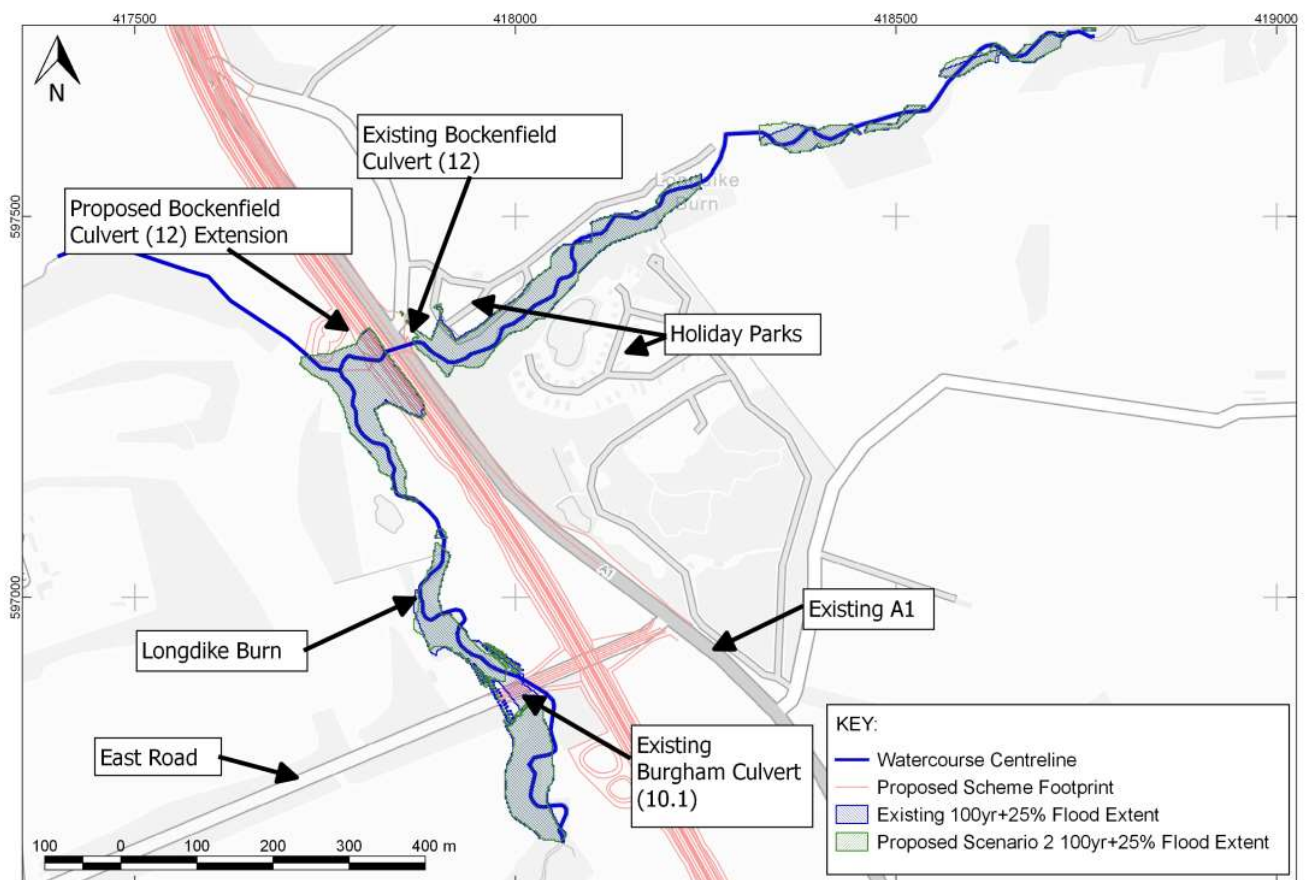 417500
418000
418500
419000
N
Existing Bockenfield
Culvert (12)
Proposed Bockenfield
Culvert (12) Extension
Longdike
Burn
597500
Holiday Parks
597000
A1
Existing A1
Longdike Burn
East Road
Existing
Burgham Culvert
(10.1)
KEY:
Watercourse Centreline
Proposed Scheme Footprint
Existing 100yr+25% Flood Extent
Proposed Scenario 2 100yr+25% Flood Extent
100 0 100 200 300 400 m